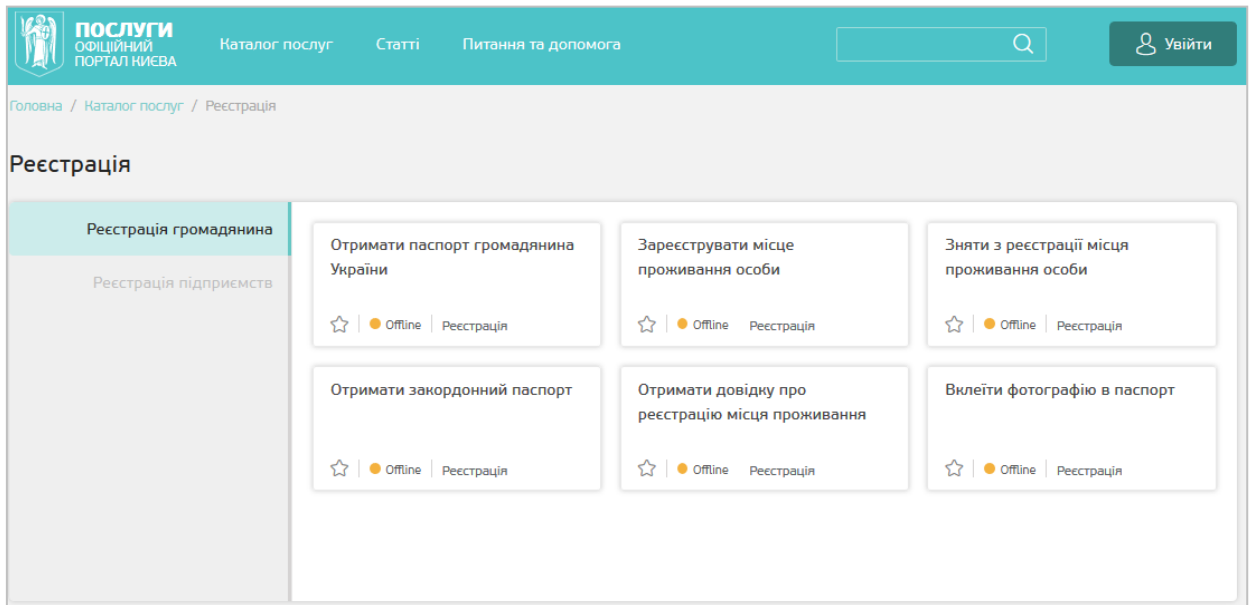 ПОСЛУГИ
ОФІЦІЙНИЙ
ПОРТАЛ КИЄВА
Каталог послуг
Статті
Питання та допомога
Увійти
Головна / Каталог послуг / Реєстрація
Реєстрація
Реєстрація громадянина
Реєстрація підприємств
Отримати паспорт громадянина
України
Offline
Реєстрація
Зареєструвати місце
проживання особи
Offline
Реєстрація
Зняти з реєстрації місця
проживання особи
Offline
Реєстрація
Отримати закордонний паспорт
Offline
Реєстрація
Отримати довідку про
реєстрацію місця проживання
Offline
Реєстрація
Вклеїти фотографію в паспорт
Offline
Реєстрація